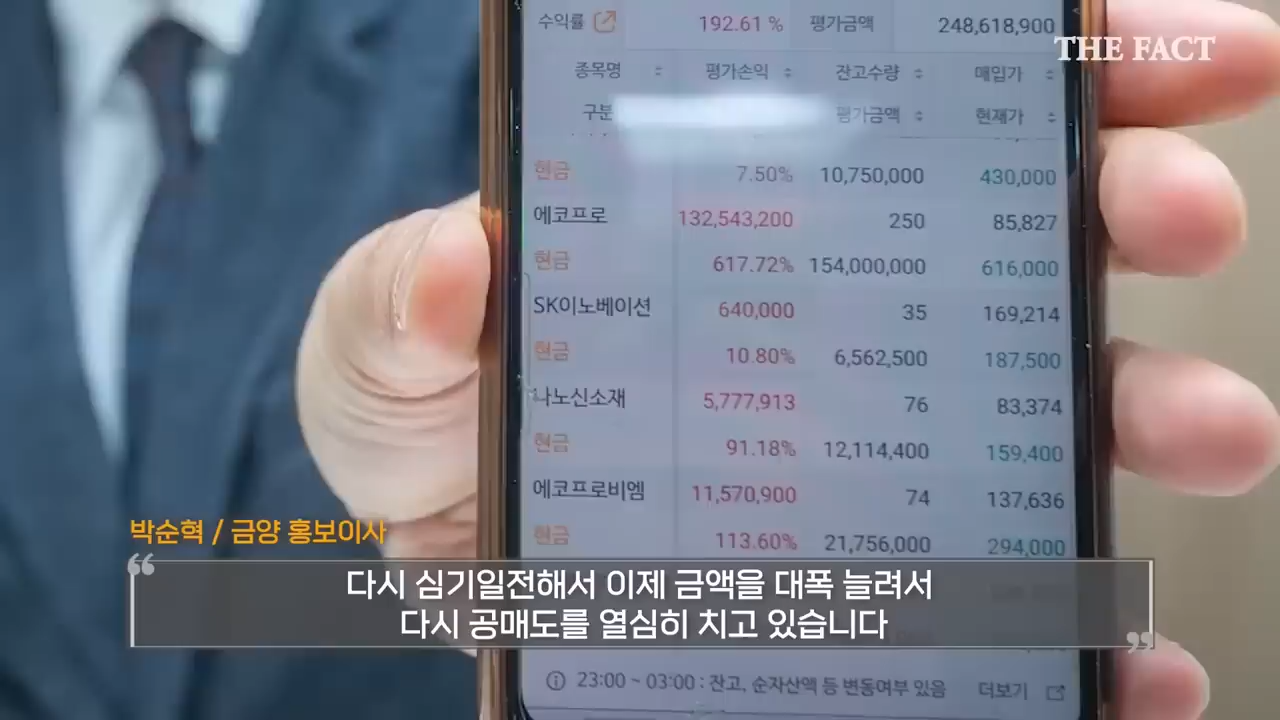 수익률 192.61 % 평가금액 248,618,900
THE FACT
종목명 평가손익 잔고수량 매입가
구분 평가금액 현재가
현금 7.50% 10,750,000 430,000
에코프로 132,543,200 250 85,827
현금 617.72% 154,000,000 616,000
SK이노베이션 640,000 35 169,214
현금 10.80% 6,562,500 187,500
나노신소재 5,777,913 76 83,374
현금 91.18% 12,114,400 159,400
에코프로비엠 11,570,900 74 137,636
현금 113.60% 21,756,000 294,000
박순혁 / 금양 홍보이사
“ 다시 심기일전해서 이제 금액을 대폭 늘려서
다시 공매도를 열심히 치고 있습니다 ”
23:00 ~ 03:00 : 잔고, 순자산액 등 변동여부 있음 더보기